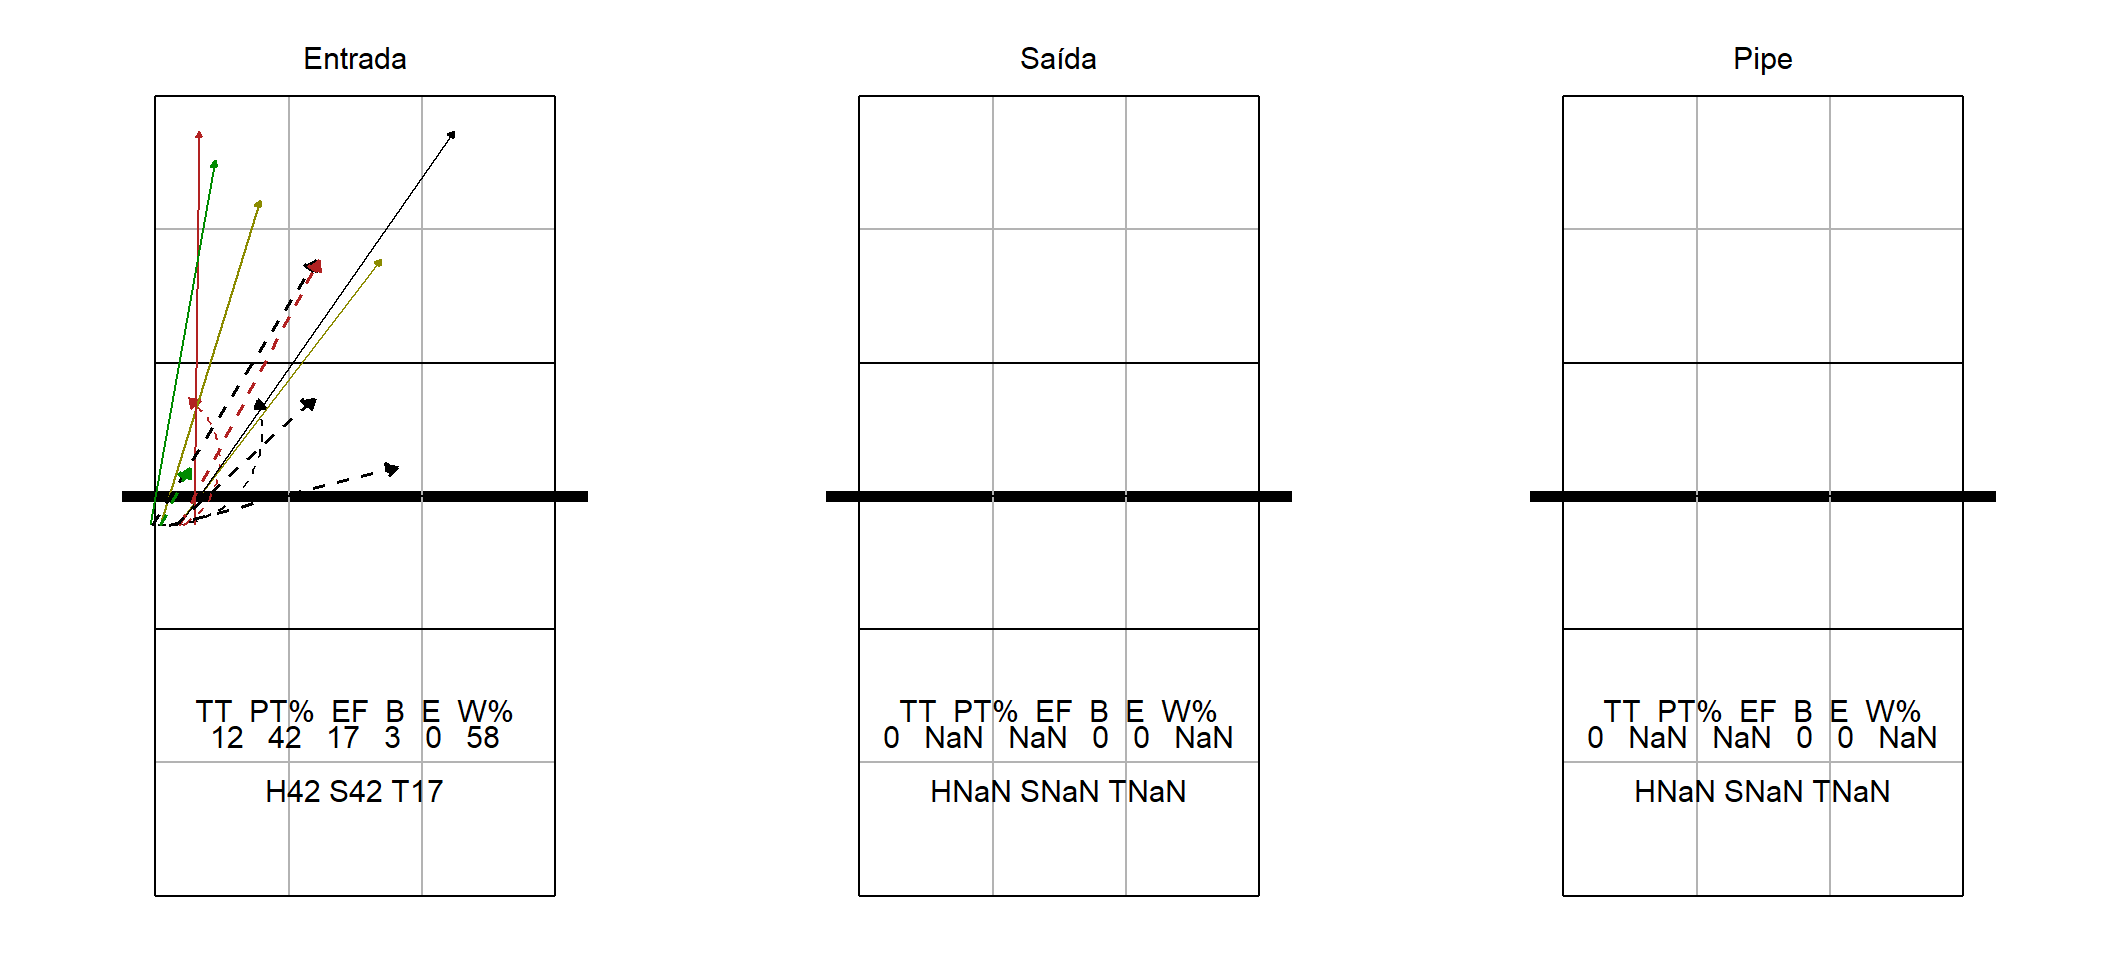 Entrada
TT PT% EF B E W%
12 42 17 3 0 58
H42 S42 T17
Saída
TT PT% EF B E W%
0 NaN NaN 0 0 NaN
HNaN SNaN TNaN
Pipe
TT PT% EF B E W%
0 NaN NaN 0 0 NaN
HNaN SNaN TNaN